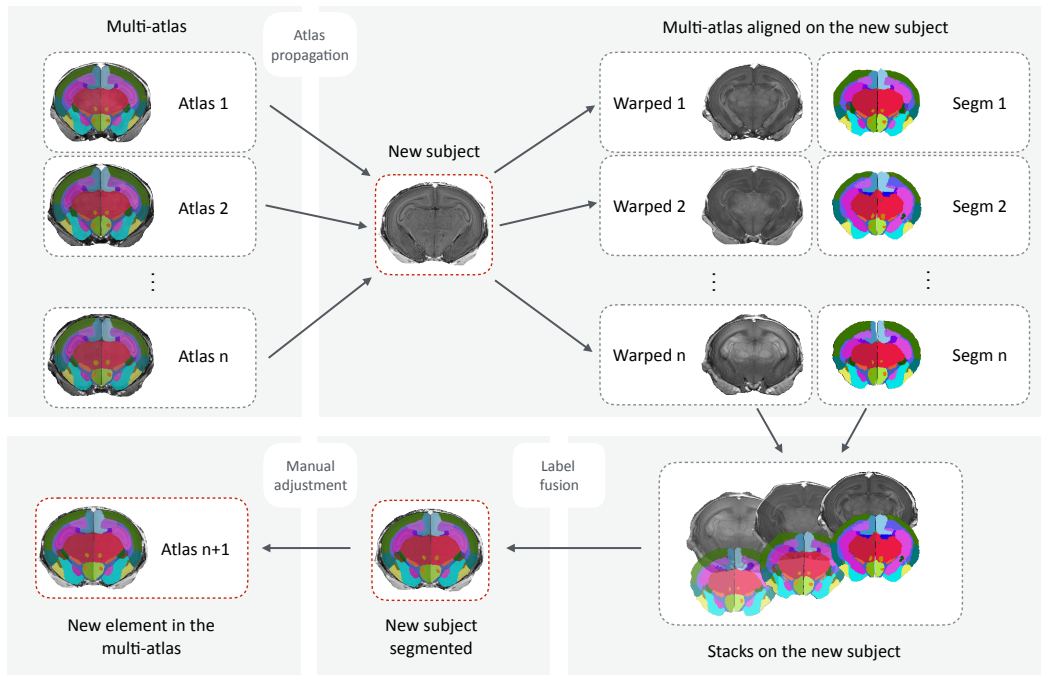 Multi-atlas
Atlas
propagation
Multi-atlas aligned on the new subject
Atlas 1
Warped 1
Segm 1
New subject
Atlas 2
Warped 2
Segm 2
⋮
⋮
⋮
Atlas n
Warped n
Segm n
Manual
adjustment
Label
fusion
Atlas n+1
New element in the
multi-atlas
New subject
segmented
Stacks on the new subject